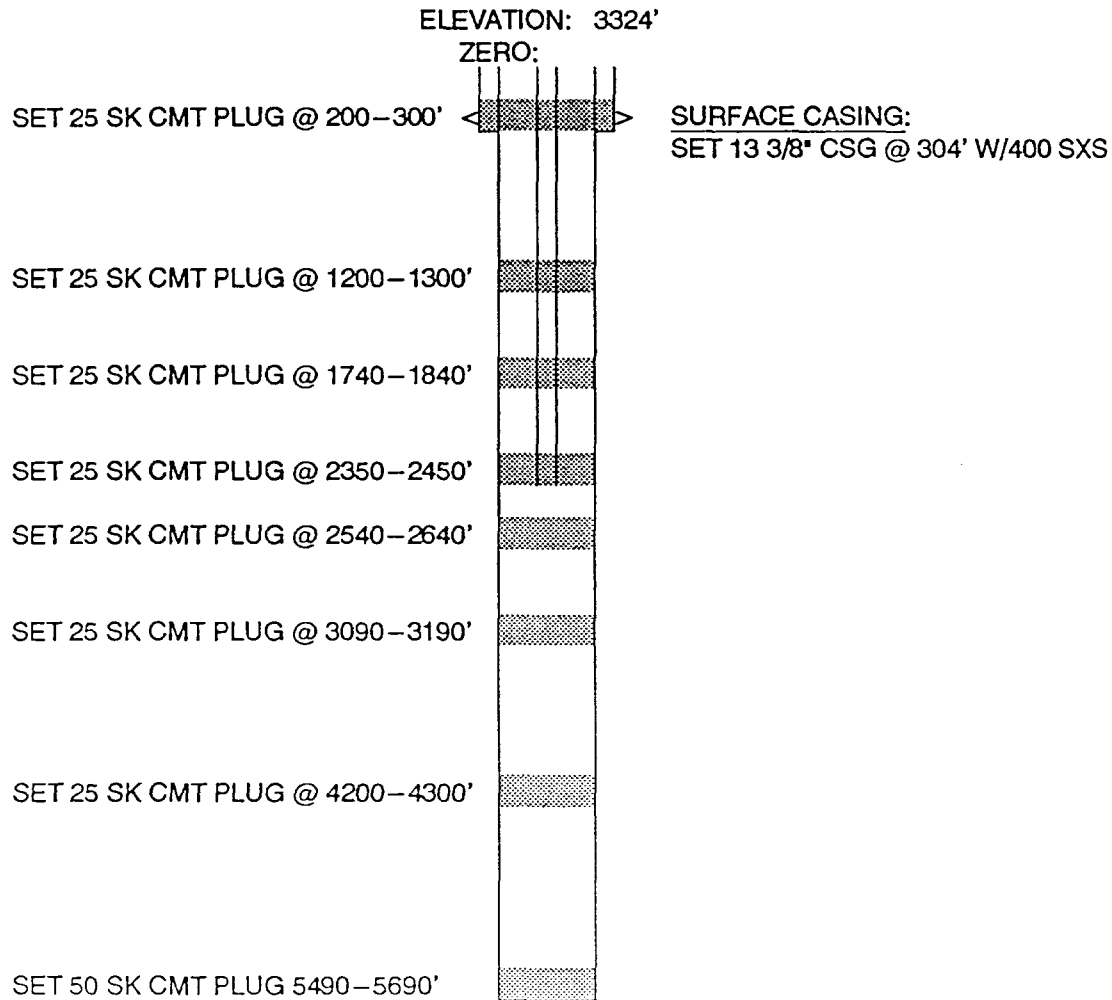 ELEVATION: 3324'
ZERO:
SET 25 SK CMT PLUG @ 200-300'
SURFACE CASING:
SET 13 3/8" CSG @ 304' W/400 SXS
SET 25 SK CMT PLUG @ 1200-1300'
SET 25 SK CMT PLUG @ 1740-1840'
SET 25 SK CMT PLUG @ 2350-2450'
SET 25 SK CMT PLUG @ 2540-2640'
SET 25 SK CMT PLUG @ 3090-3190'
SET 25 SK CMT PLUG @ 4200-4300'
SET 50 SK CMT PLUG 5490-5690'